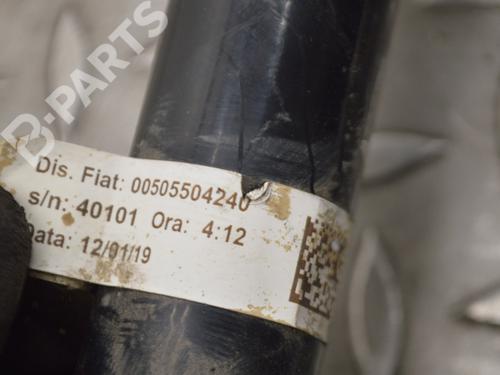 B-PARTS
Dis. Fiat: 00505504240
s/n: 40101 Ora: 4:12
Data: 12/01/19